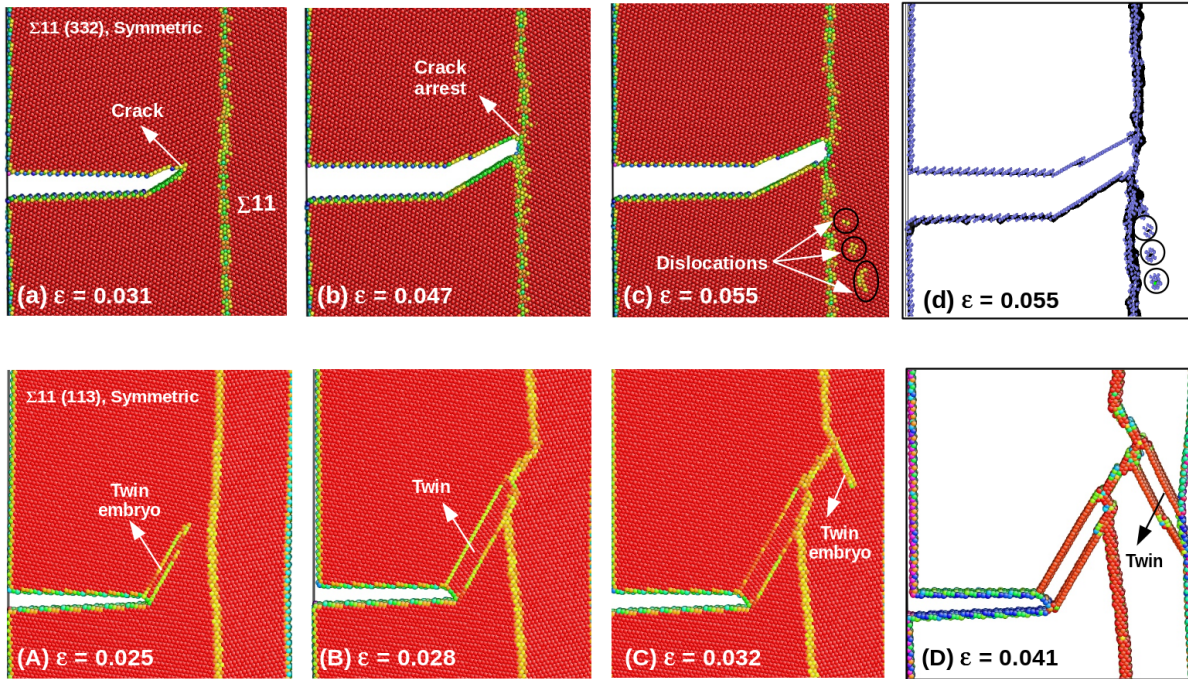 Σ11 (332), Symmetric
Crack
Σ11
(a) ε = 0.031
Crack
arrest
(b) ε = 0.047
Dislocations
(c) ε = 0.055
(d) ε = 0.055
Σ11 (113), Symmetric
Twin
embryo
(A) ε = 0.025
Twin
(B) ε = 0.028
Twin
embryo
(C) ε = 0.032
Twin
(D) ε = 0.041